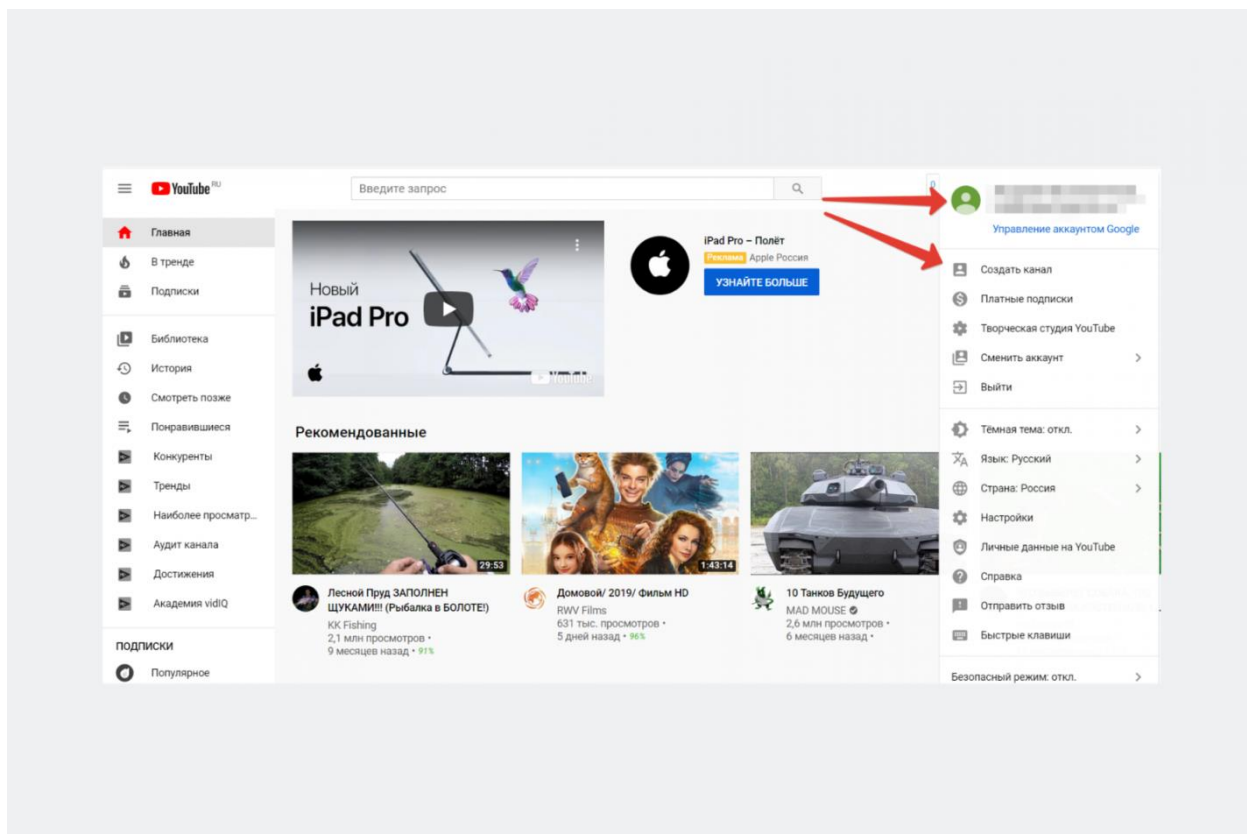 YouTube RU
Введите запрос
Главная
В тренде
Подписки
Библиотека
История
Смотреть позже
Понравившиеся
Конкуренты
Тренды
Наиболее просматр...
Аудит канала
Достижения
Академия vidIQ
ПОДПИСКИ
Популярное
Новый
iPad Pro
YouTube
iPad Pro – Полёт
Реклама Apple Россия
УЗНАЙТЕ БОЛЬШЕ
Рекомендованные
29:53
Лесной Пруд ЗАПОЛНЕН
ЩУКАМИ!!! (Рыбалка в БОЛОТЕ!)
KK Fishing
2,1 млн просмотров •
9 месяцев назад • 91%
1:43:14
Домовой/ 2019/ Фильм HD
RWV Films
631 тыс. просмотров •
5 дней назад • 96%
10 Танков Будущего
MAD MOUSE
2,6 млн просмотров •
6 месяцев назад •
Управление аккаунтом Google
Создать канал
Платные подписки
Творческая студия YouTube
Сменить аккаунт
Выйти
Тёмная тема: откл.
Язык: Русский
Страна: Россия
Настройки
Личные данные на YouTube
Справка
Отправить отзыв
Быстрые клавиши
Безопасный режим: откл.